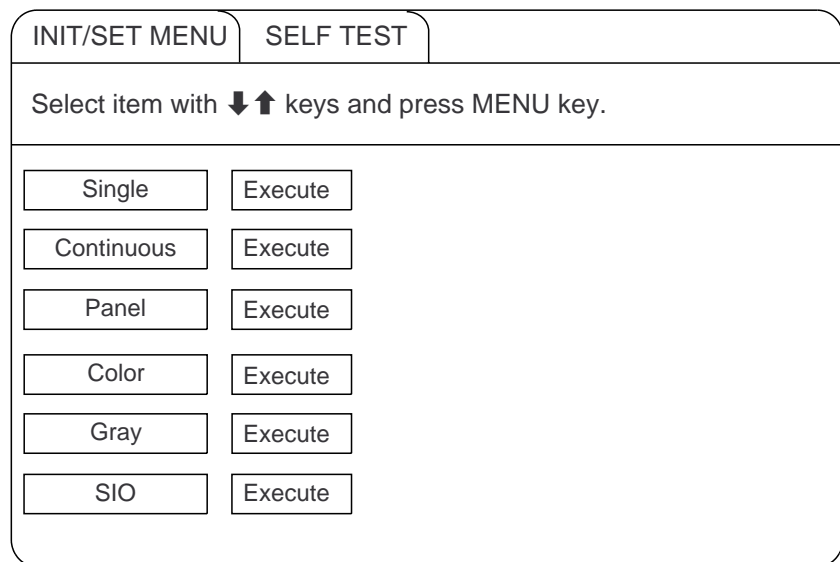 INIT/SET MENU SELF TEST
Select item with ⬇⬆ keys and press MENU key.
Single Execute
Continuous Execute
Panel Execute
Color Execute
Gray Execute
SIO Execute